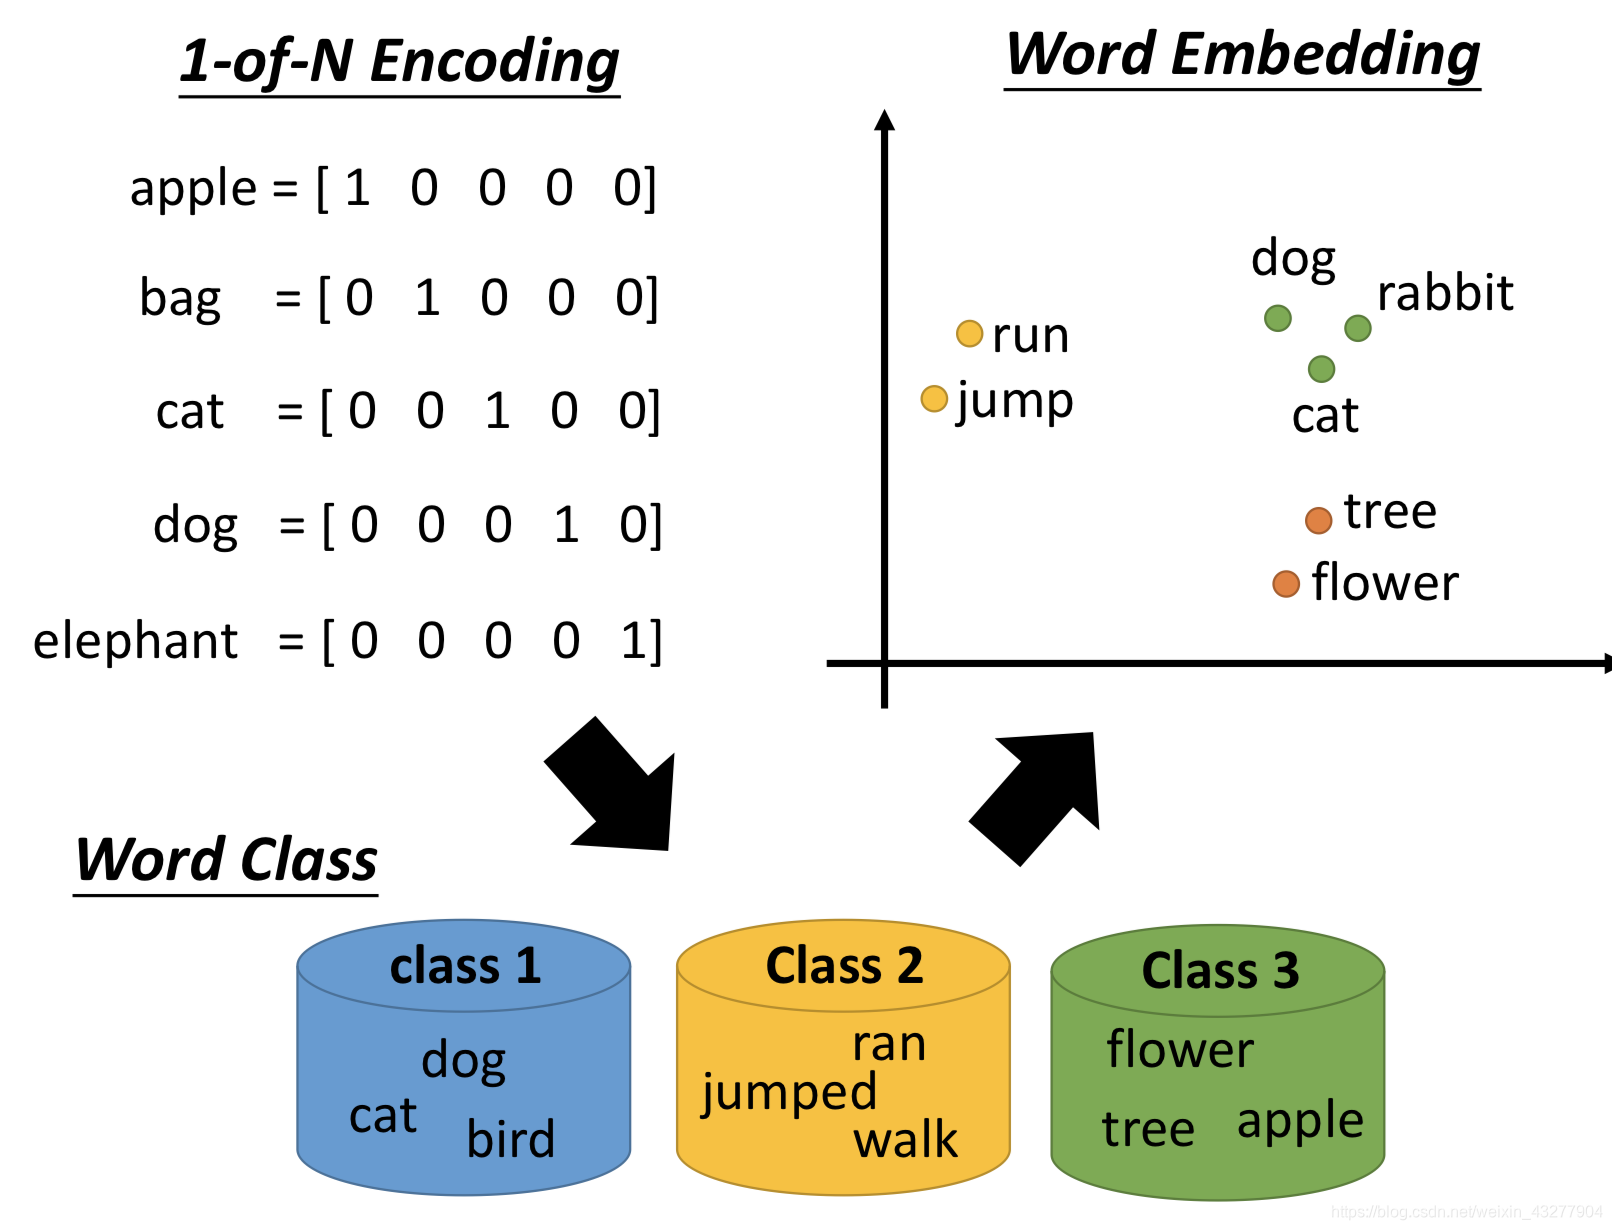 1-of-N Encoding
apple = [ 1 0 0 0 0]
bag = [ 0 1 0 0 0]
cat = [ 0 0 1 0 0]
dog = [ 0 0 0 1 0]
elephant = [ 0 0 0 0 1]
Word Embedding
dog
rabbit
run
jump
cat
tree
flower
Word Class
class 1
dog
cat
bird
Class 2
ran
jumped
walk
Class 3
flower
tree
apple
https://blog.csdn.net/weixin_43277904